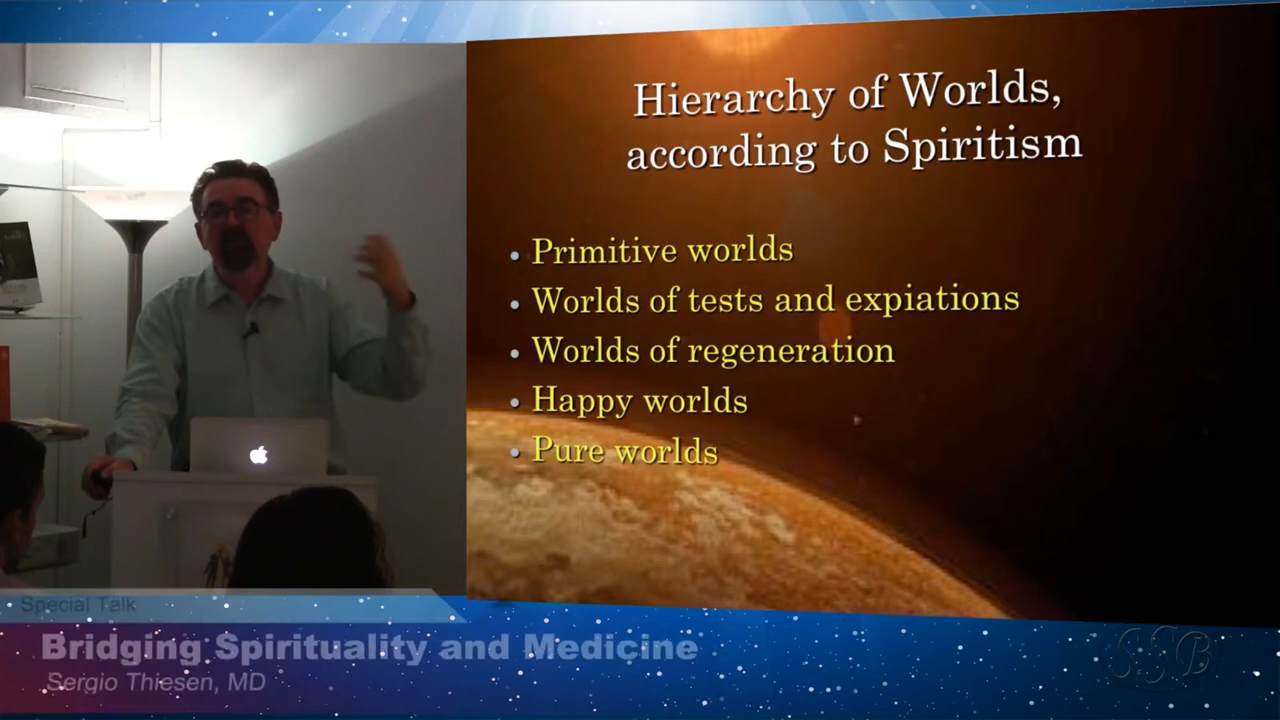 Hierarchy of Worlds,
according to Spiritism
• Primitive worlds
• Worlds of tests and expiations
• Worlds of regeneration
• Happy worlds
• Pure worlds
Special Talk
Bridging Spirituality and Medicine
Sergio Thiesen, MD
SSB